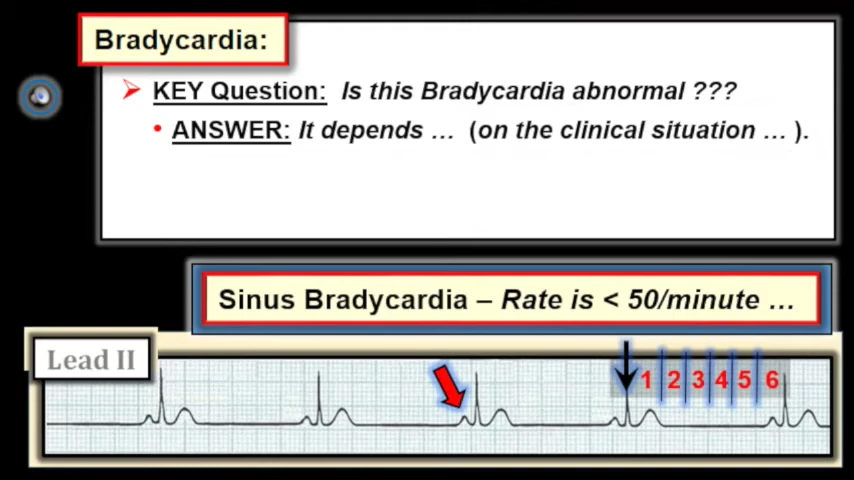 Bradycardia:
KEY Question: Is this Bradycardia abnormal ???
ANSWER: It depends … (on the clinical situation … ).
Sinus Bradycardia – Rate is < 50/minute …
Lead II
1 2 3 4 5 6